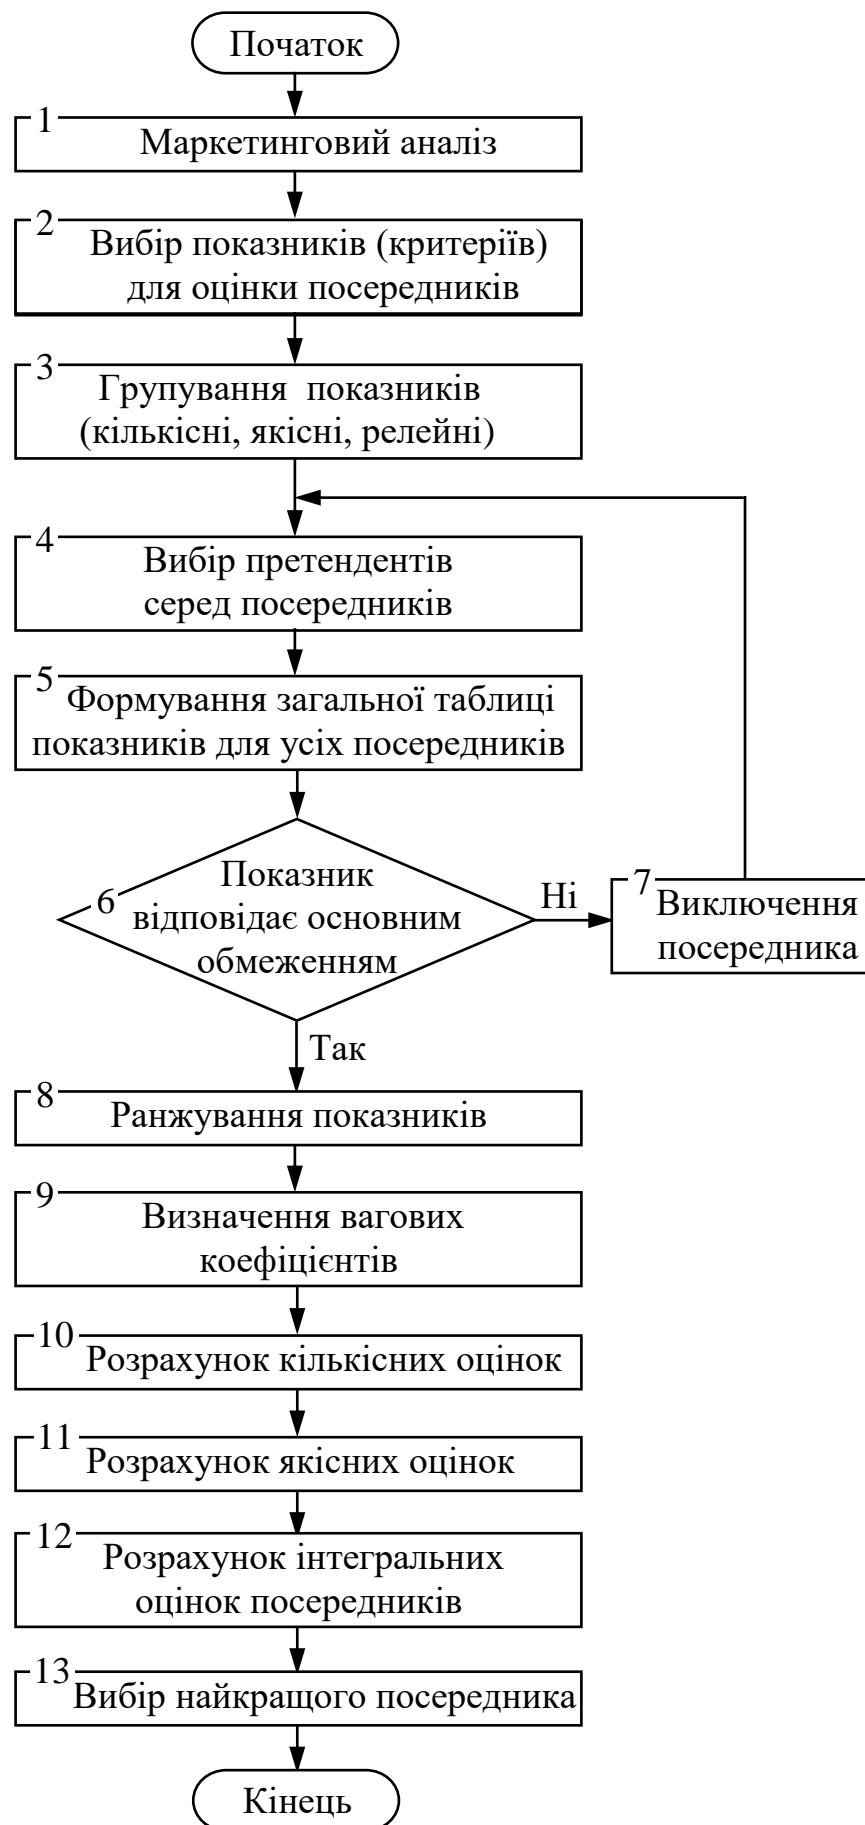 Початок
1
Маркетинговий аналіз
2
Вибір показників (критеріїв)
для оцінки посередників
3
Групування показників
(кількісні, якісні, релейні)
4
Вибір претендентів
серед посередників
5
Формування загальної таблиці
показників для усіх посередників
6
Показник
відповідає основним
обмеженням
Ні
7
Виключення
посередника
Так
8
Ранжування показників
9
Визначення вагових
коефіцієнтів
10
Розрахунок кількісних оцінок
11
Розрахунок якісних оцінок
12
Розрахунок інтегральних
оцінок посередників
13
Вибір найкращого посередника
Кінець